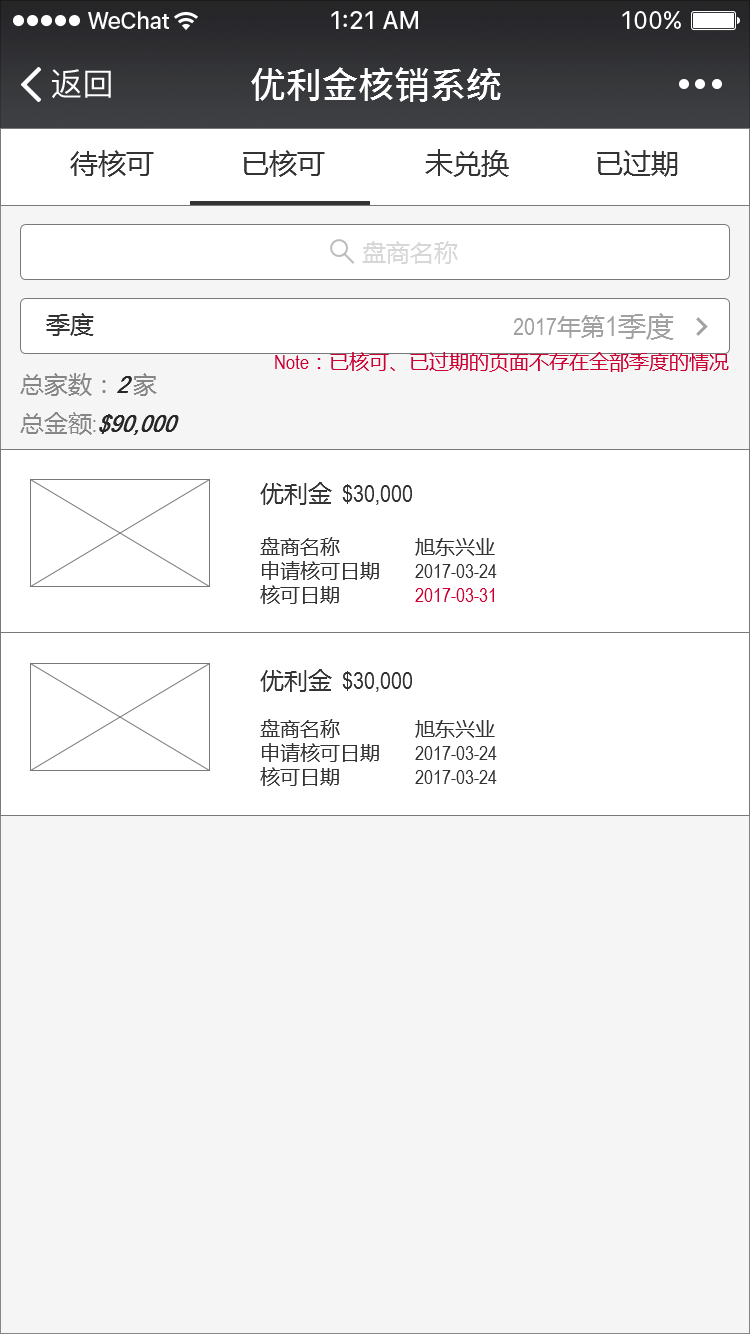 WeChat 1:21 AM 100%
返回 优利金核销系统
待核可 已核可 未兑换 已过期
盘商名称
季度 2017年第1季度
Note：已核可、已过期的页面不存在全部季度的情况
总家数：2家
总金额:$90,000
优利金 $30,000
盘商名称 旭东兴业
申请核可日期 2017-03-24
核可日期 2017-03-31
优利金 $30,000
盘商名称 旭东兴业
申请核可日期 2017-03-24
核可日期 2017-03-24